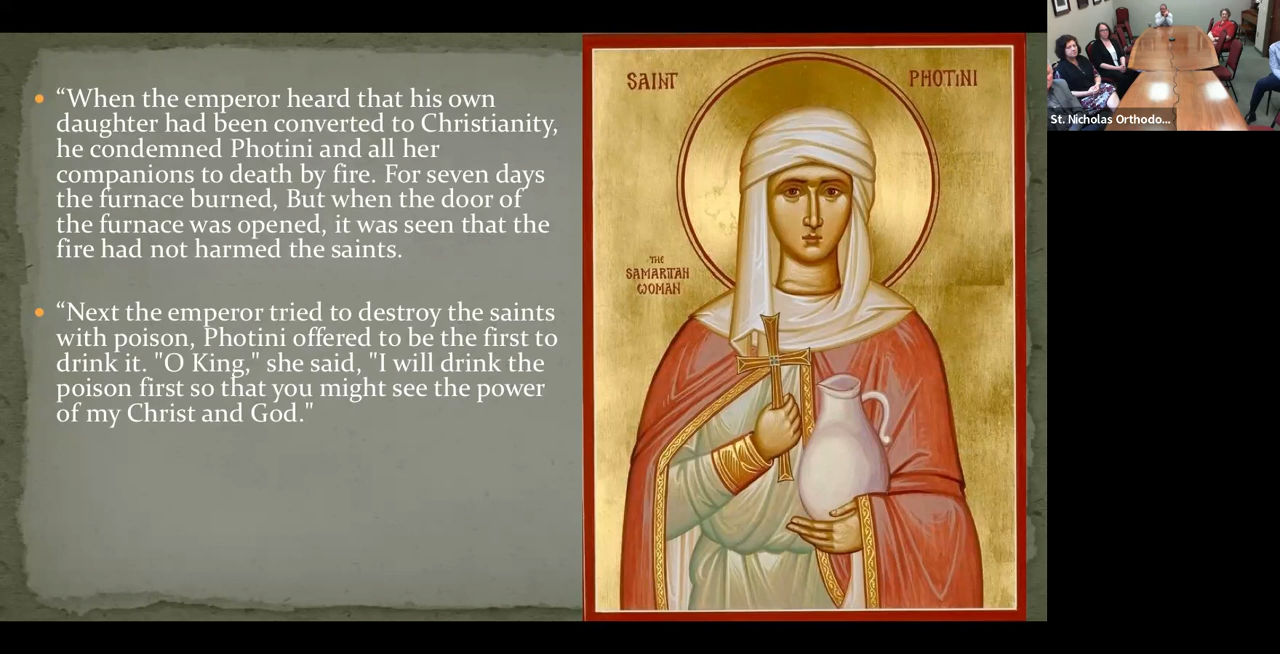 “When the emperor heard that his own
daughter had been converted to Christianity,
he condemned Photini and all her
companions to death by fire. For seven days
the furnace burned, But when the door of
the furnace was opened, it was seen that the
fire had not harmed the saints.
“Next the emperor tried to destroy the saints
with poison, Photini offered to be the first to
drink it. "O King," she said, "I will drink the
poison first so that you might see the power
of my Christ and God."
SAINT PHOTINI
THE
SAMARITAN
WOMAN
St. Nicholas Orthodo...